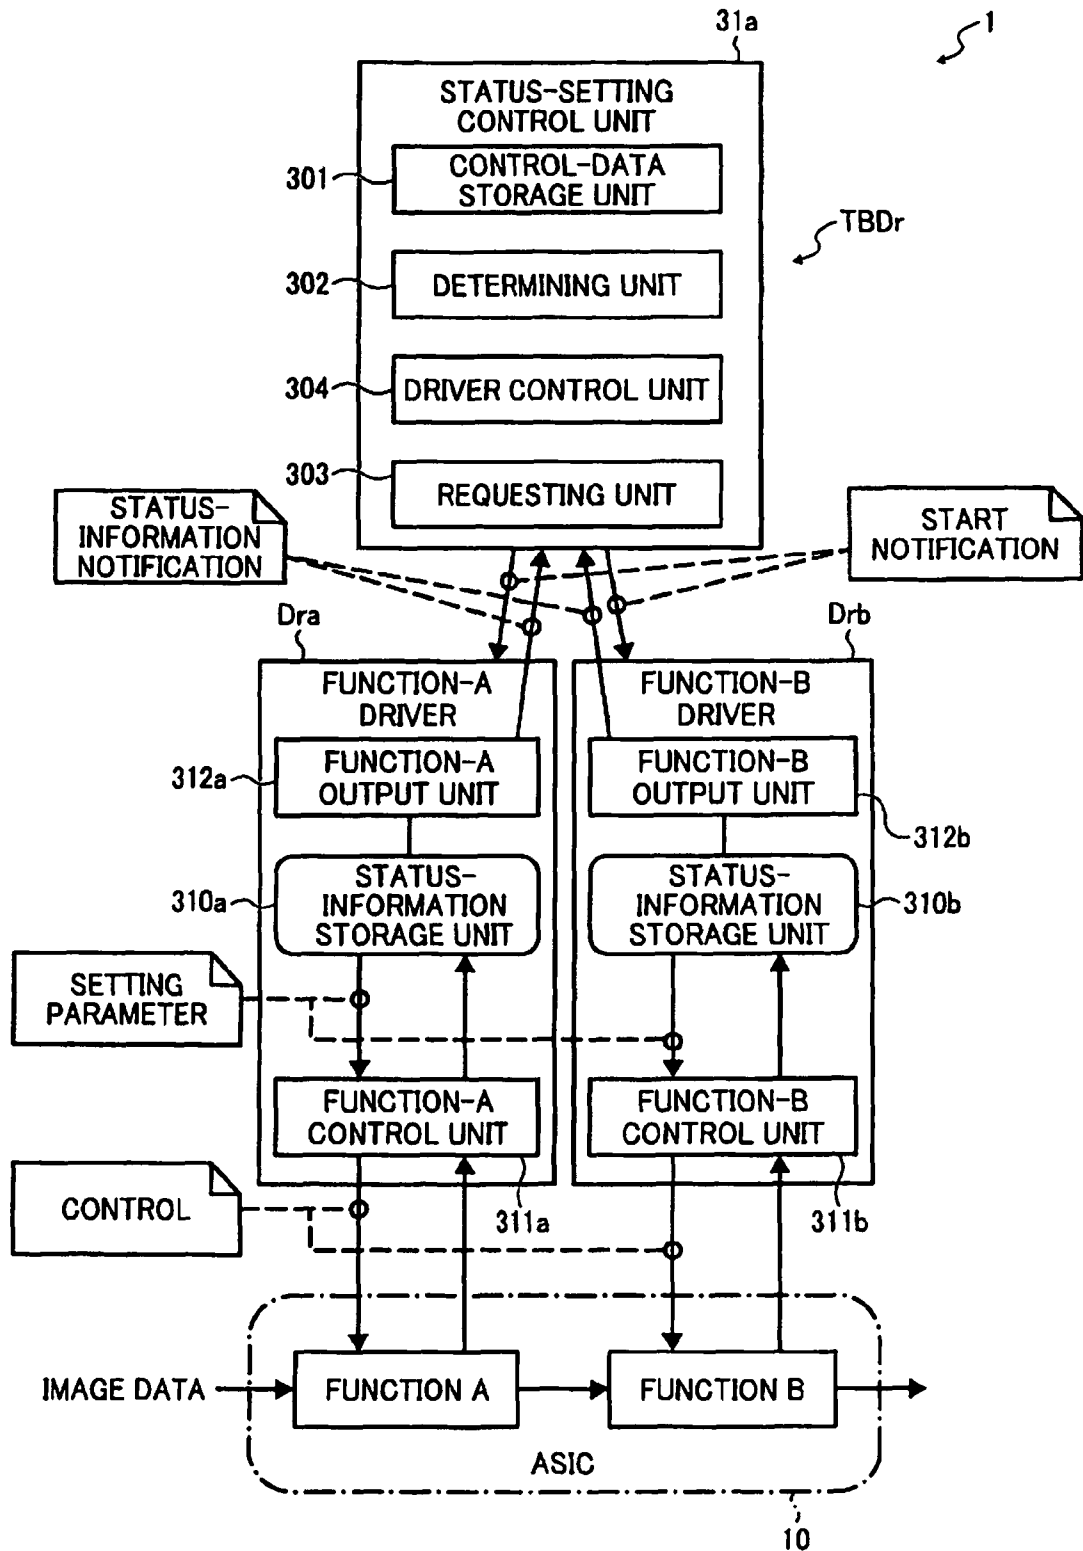 31a
1
STATUS-SETTING
CONTROL UNIT
301
CONTROL-DATA
STORAGE UNIT
TBDr
302
DETERMINING UNIT
304
DRIVER CONTROL UNIT
303
REQUESTING UNIT
STATUS-
INFORMATION
NOTIFICATION
START
NOTIFICATION
Dra
Drb
FUNCTION-A
DRIVER
FUNCTION-B
DRIVER
312a
FUNCTION-A
OUTPUT UNIT
FUNCTION-B
OUTPUT UNIT
312b
310a
STATUS-
INFORMATION
STORAGE UNIT
STATUS-
INFORMATION
STORAGE UNIT
310b
SETTING
PARAMETER
FUNCTION-A
CONTROL UNIT
FUNCTION-B
CONTROL UNIT
CONTROL
311a
311b
IMAGE DATA
FUNCTION A
FUNCTION B
ASIC
10